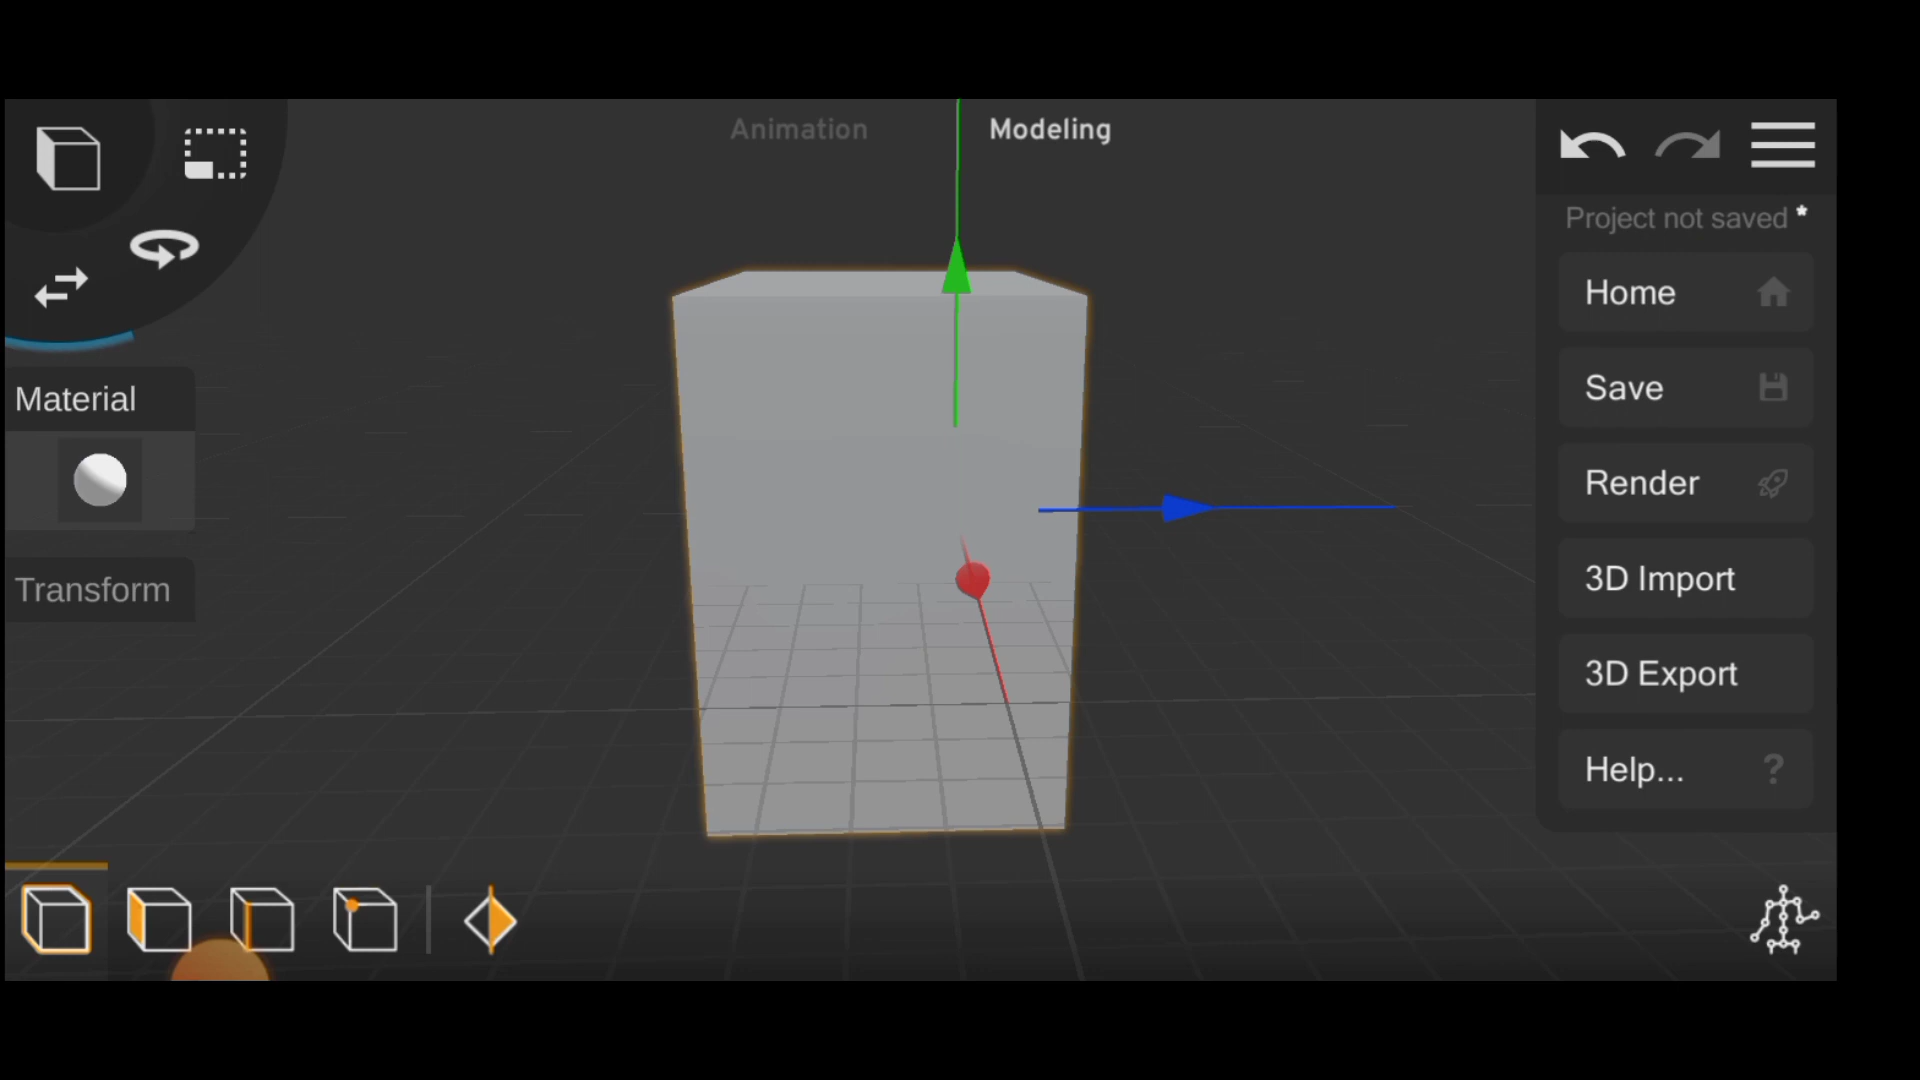 Animation
Modeling
Project not saved *
Home
Save
Render
3D Import
3D Export
Help...
?
Material
Transform